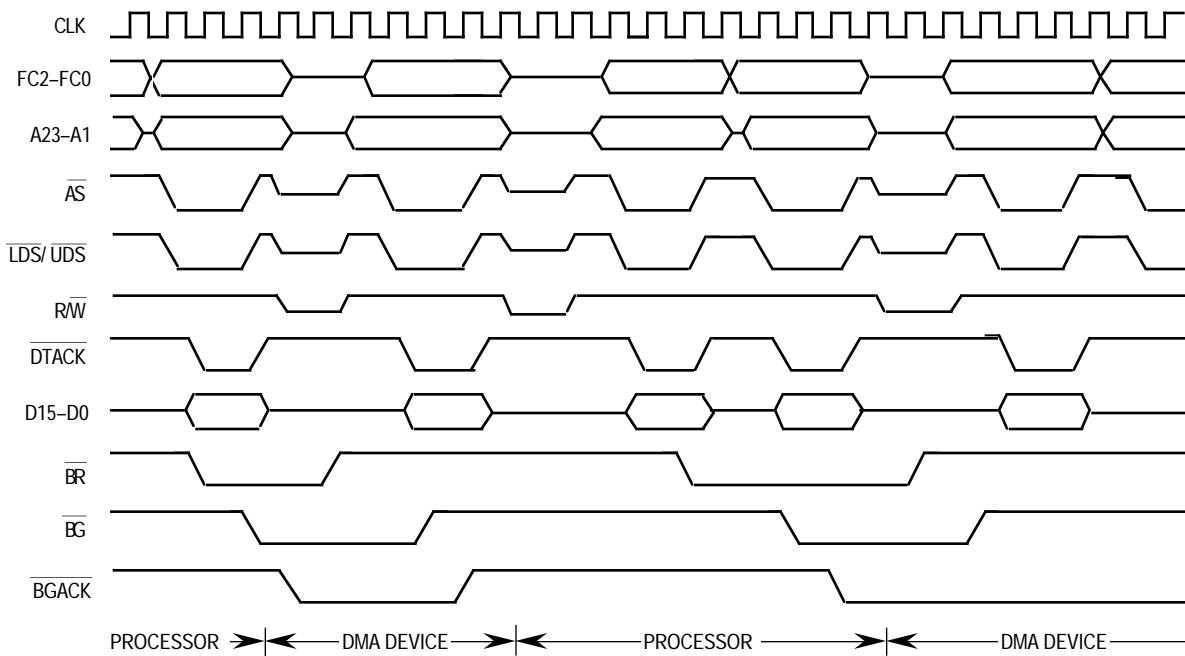 CLK
FC2–FC0
A23–A1
AS
LDS/ UDS
R/W
DTACK
D15–D0
BR
BG
BGACK
PROCESSOR DMA DEVICE PROCESSOR DMA DEVICE